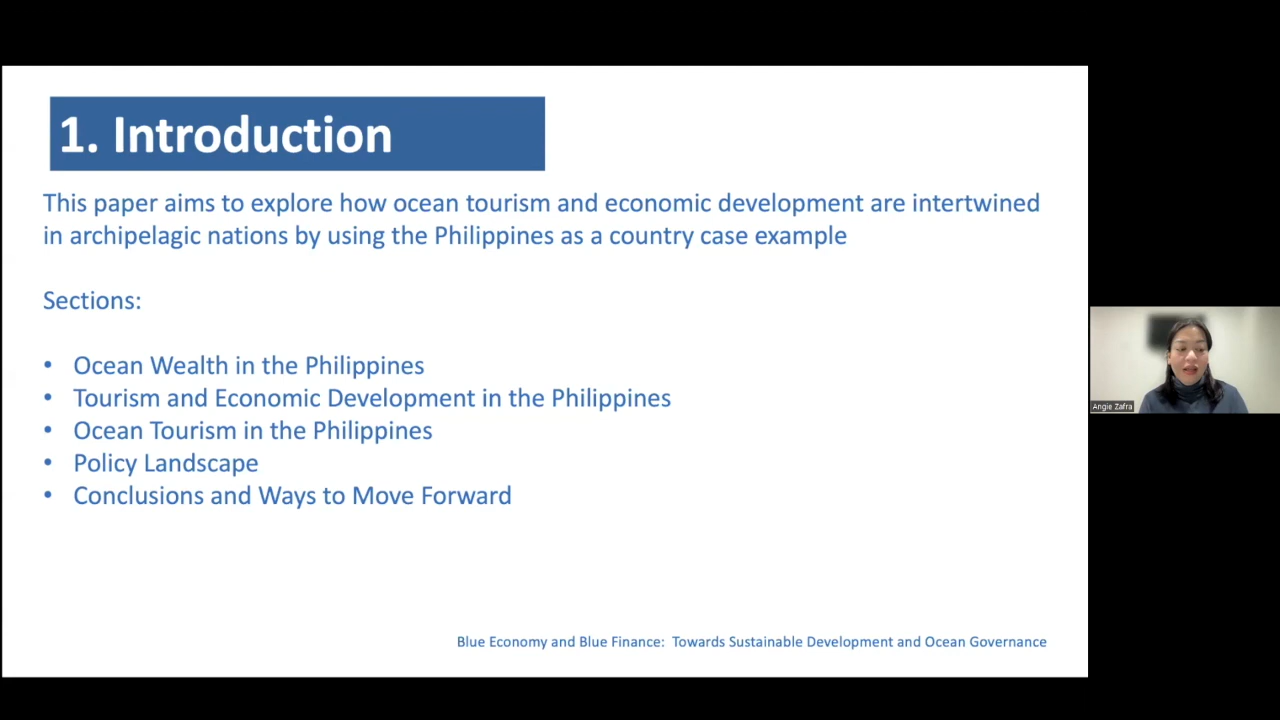 1. Introduction
This paper aims to explore how ocean tourism and economic development are intertwined
in archipelagic nations by using the Philippines as a country case example
Sections:
• Ocean Wealth in the Philippines
• Tourism and Economic Development in the Philippines
• Ocean Tourism in the Philippines
• Policy Landscape
• Conclusions and Ways to Move Forward
Blue Economy and Blue Finance: Towards Sustainable Development and Ocean Governance
Angie Zafra